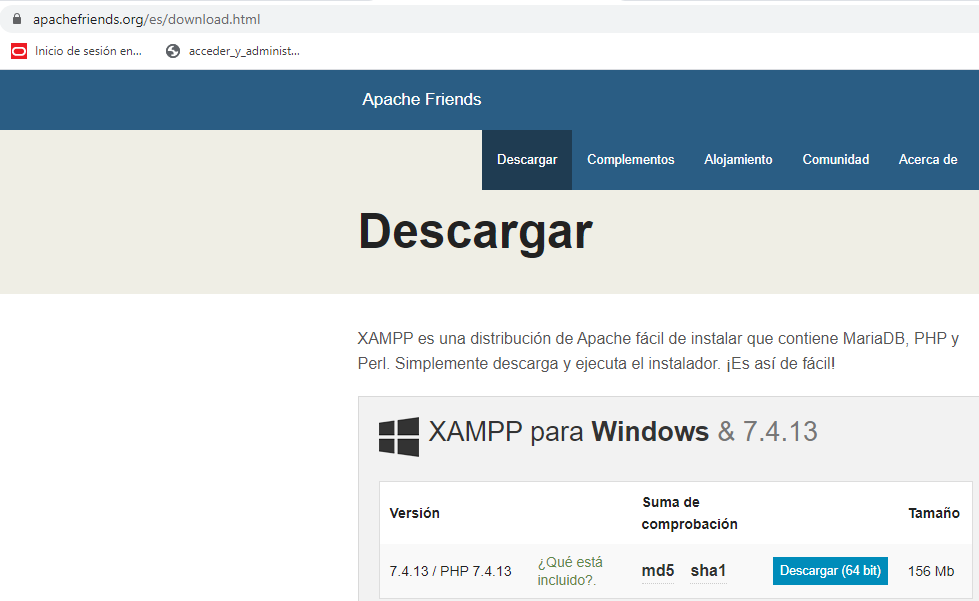 apachefriends.org/es/download.html
Inicio de sesión en...
acceder_y_administ...
Apache Friends
Descargar
Complementos
Alojamiento
Comunidad
Acerca de
Descargar
XAMPP es una distribución de Apache fácil de instalar que contiene MariaDB, PHP y
Perl. Simplemente descarga y ejecuta el instalador. ¡Es así de fácil!
XAMPP para Windows & 7.4.13
Versión
Suma de
comprobación
Tamaño
7.4.13 / PHP 7.4.13
¿Qué está
incluido?.
md5
sha1
Descargar (64 bit)
156 Mb